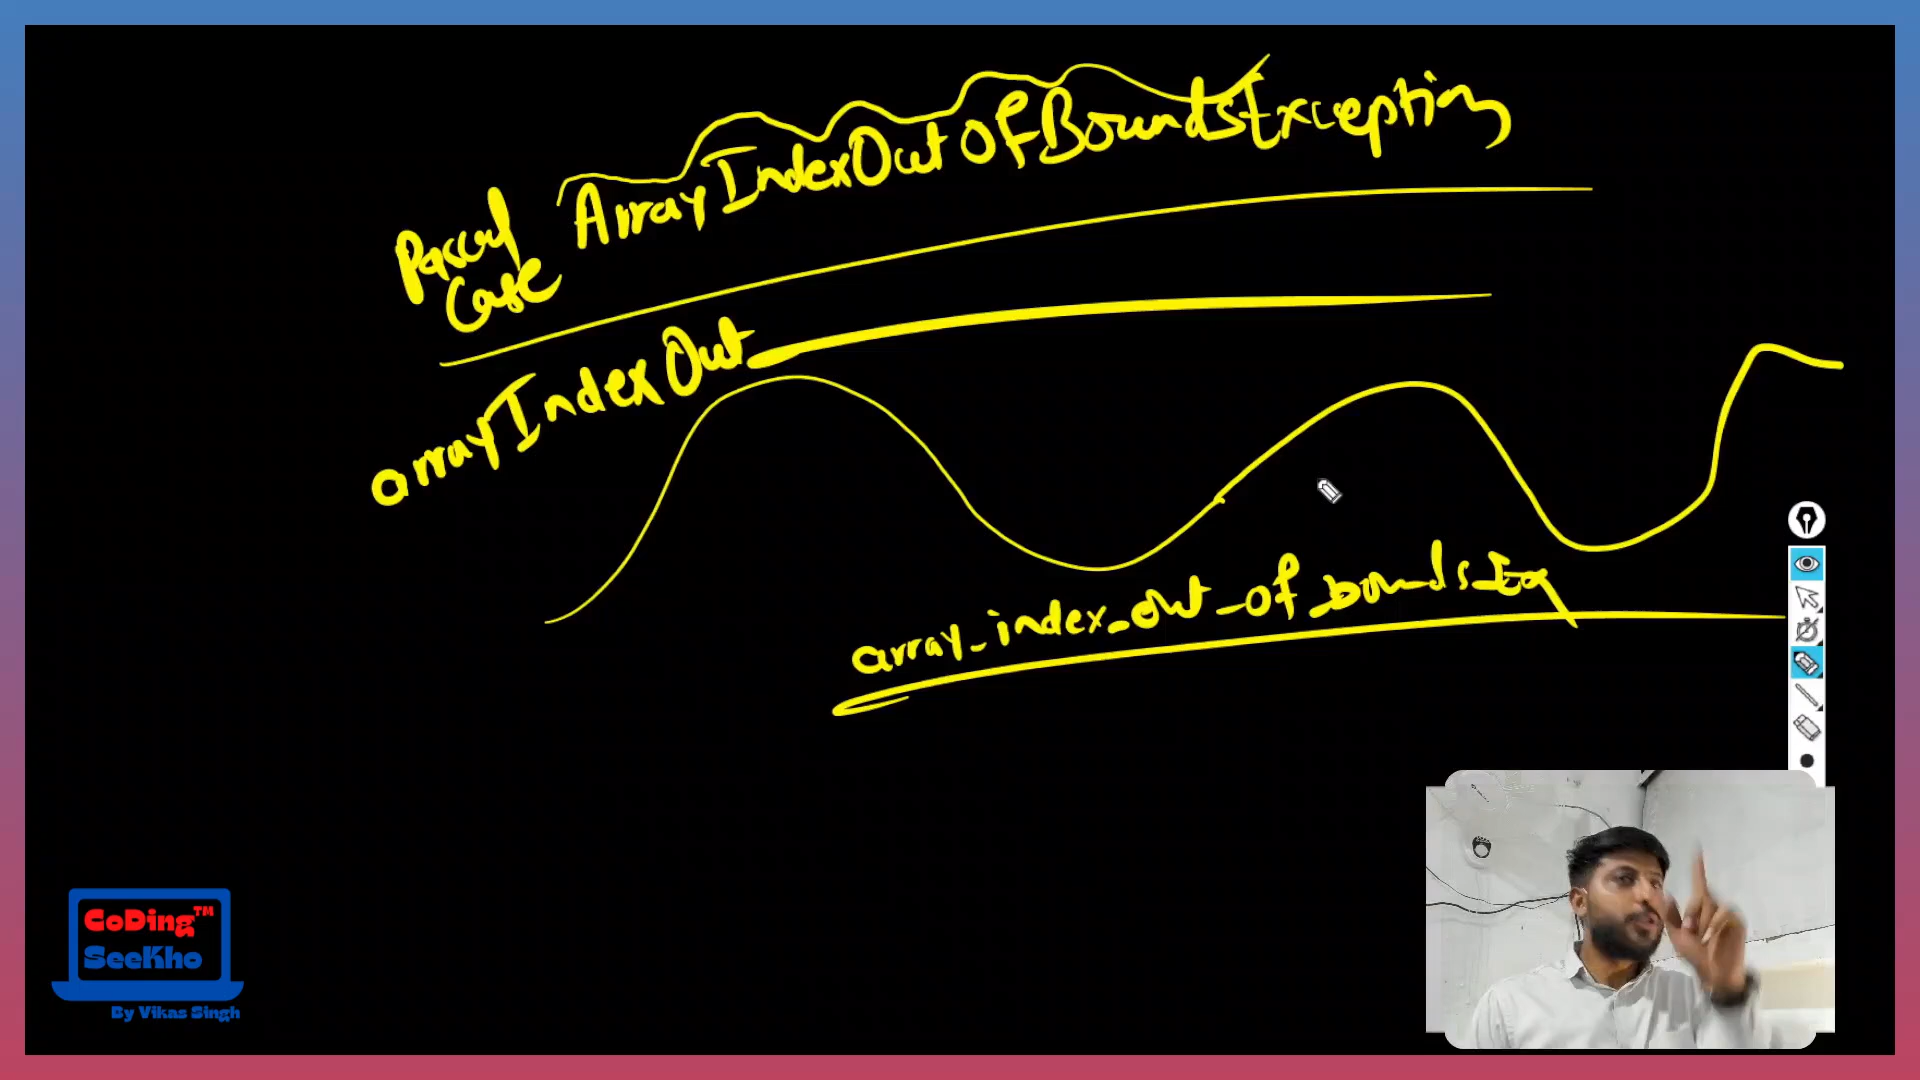 ArrayIndexOutOfBoundsException
Pascal
Case
arrayIndexOut
array_index_out_of_bounds_Ex
CoDing™
SeeKho
By Vikas Singh